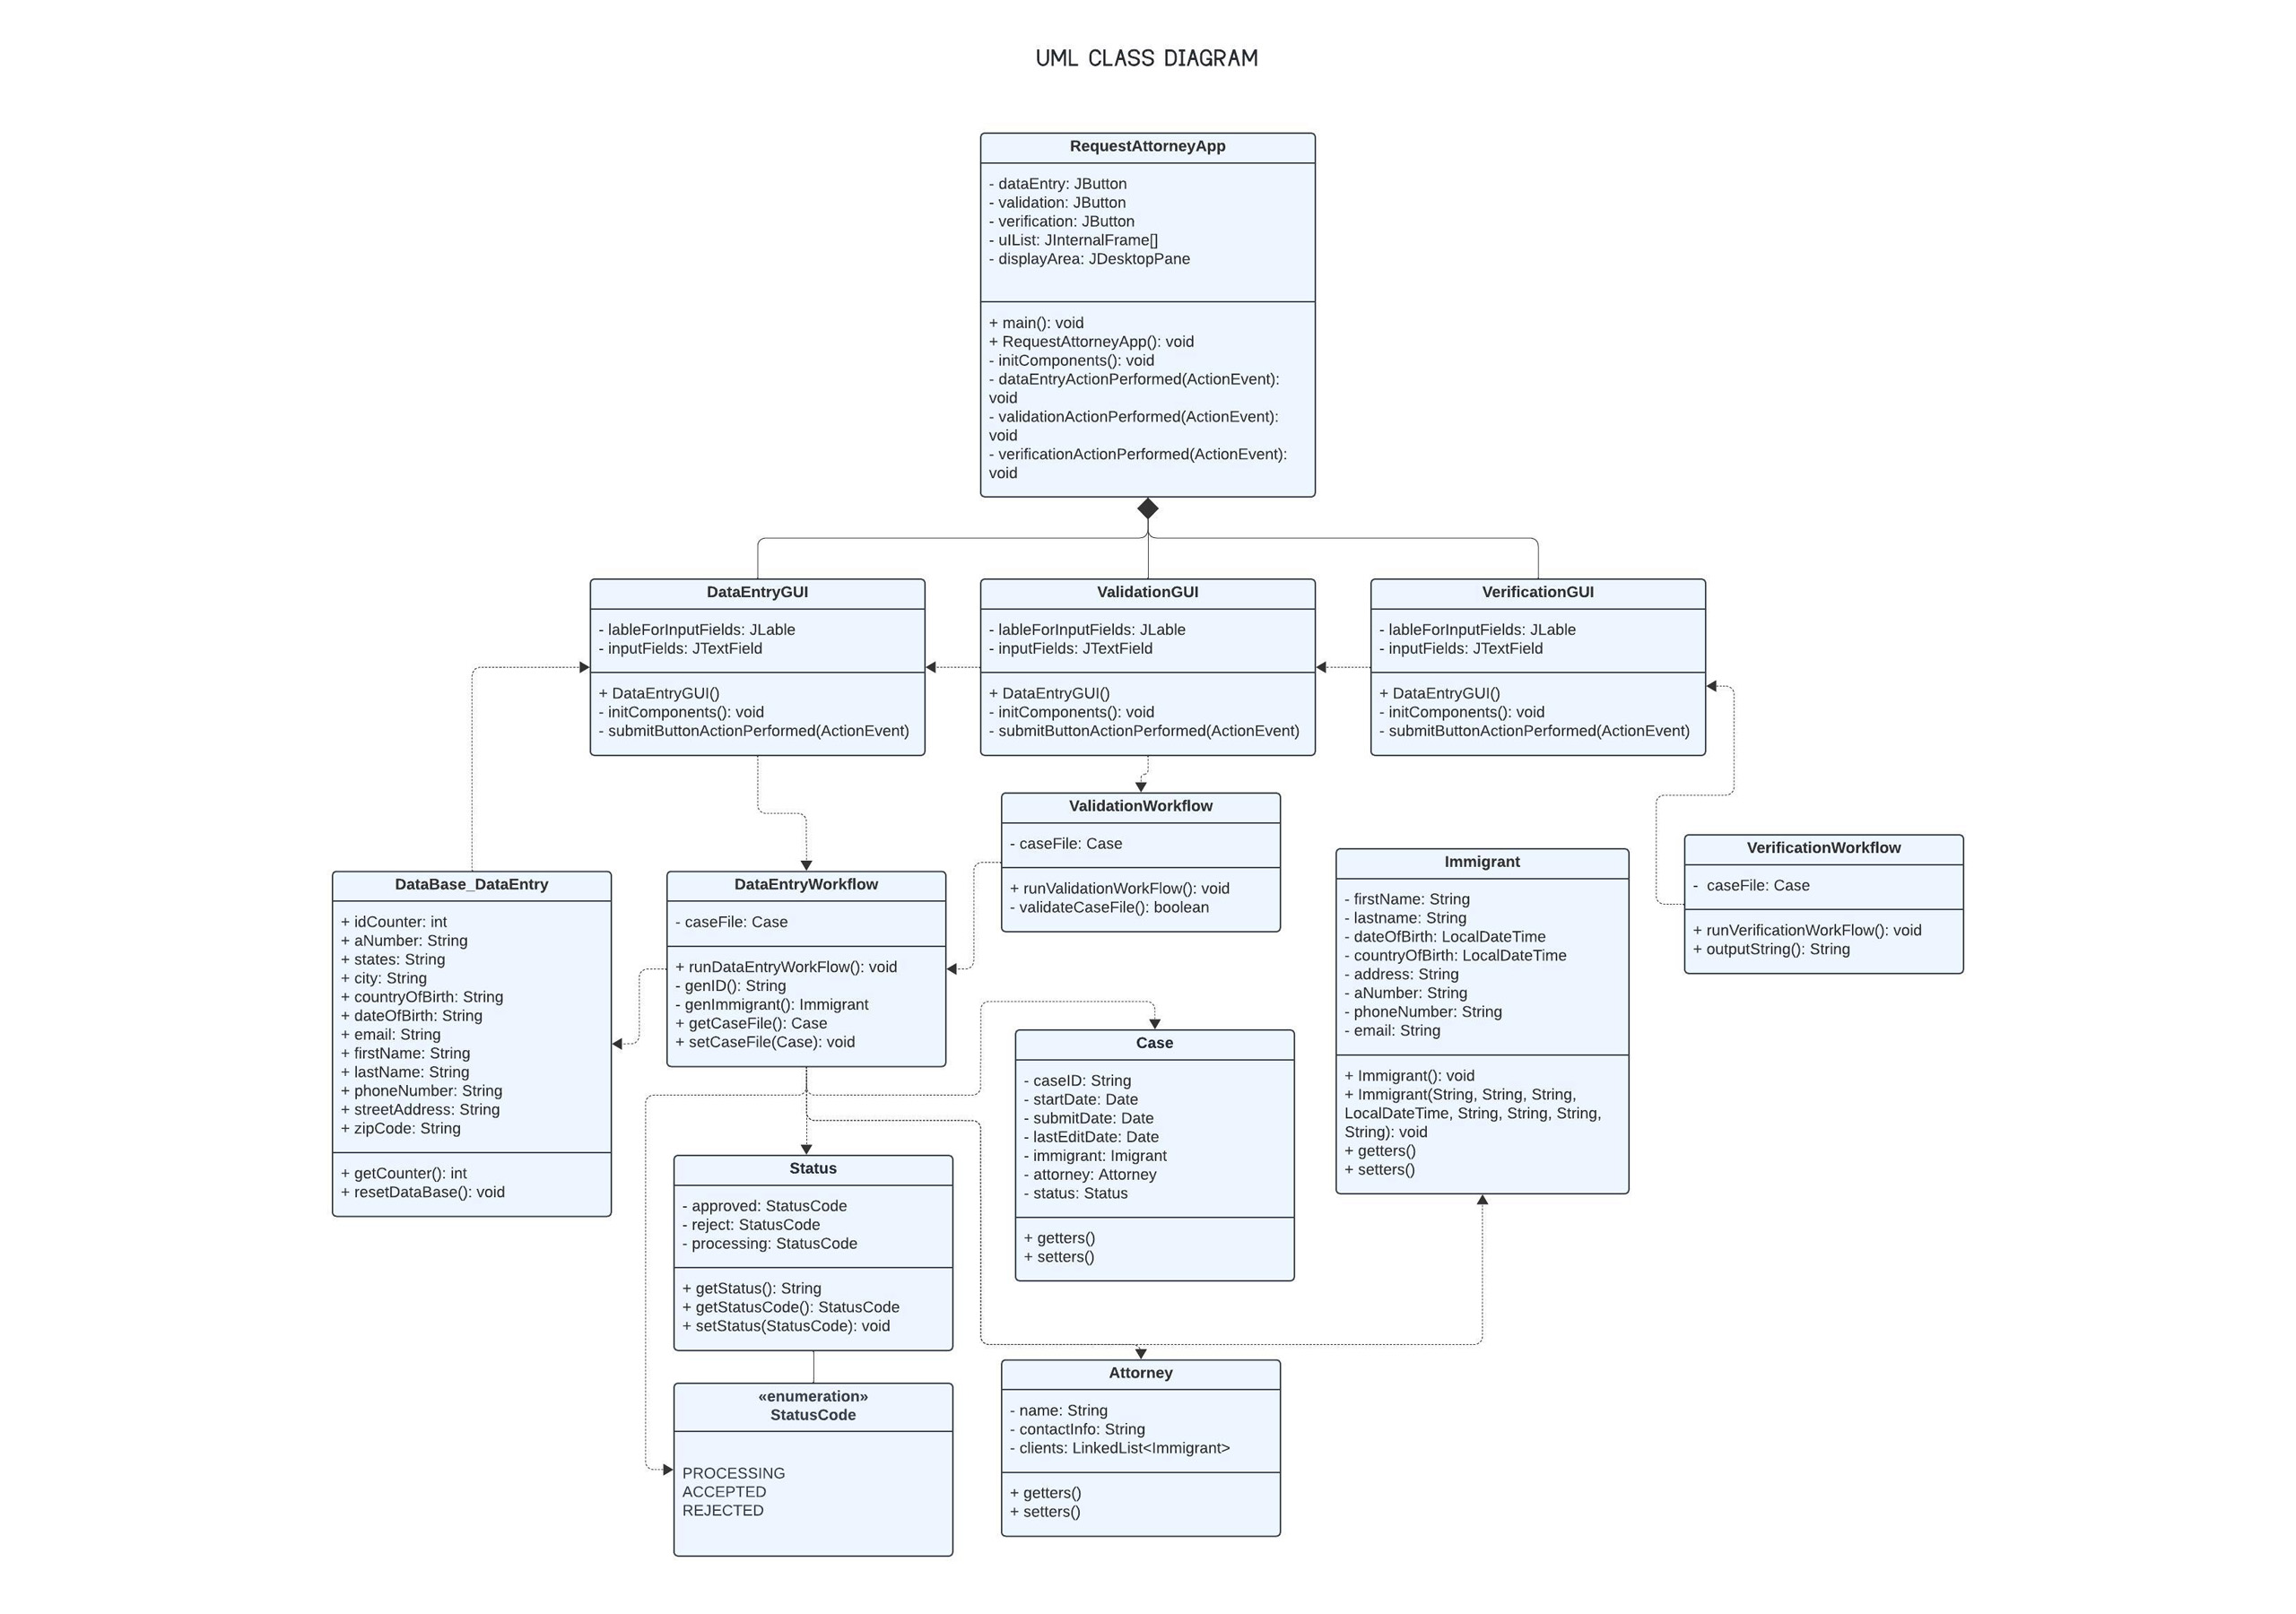 UML CLASS DIAGRAM
RequestAttorneyApp
- dataEntry: JButton
- validation: JButton
- verification: JButton
- uIList: JInternalFrame[]
- displayArea: JDesktopPane
+ main(): void
+ RequestAttorneyApp(): void
- initComponents(): void
- dataEntryActionPerformed(ActionEvent):
void
- validationActionPerformed(ActionEvent):
void
- verificationActionPerformed(ActionEvent):
void
DataEntryGUI
- lableForInputFields: JLable
- inputFields: JTextField
+ DataEntryGUI()
- initComponents(): void
- submitButtonActionPerformed(ActionEvent)
ValidationGUI
- lableForInputFields: JLable
- inputFields: JTextField
+ DataEntryGUI()
- initComponents(): void
- submitButtonActionPerformed(ActionEvent)
VerificationGUI
- lableForInputFields: JLable
- inputFields: JTextField
+ DataEntryGUI()
- initComponents(): void
- submitButtonActionPerformed(ActionEvent)
ValidationWorkflow
- caseFile: Case
+ runValidationWorkFlow(): void
- validateCaseFile(): boolean
VerificationWorkflow
- caseFile: Case
+ runVerificationWorkFlow(): void
+ outputString(): String
Immigrant
- firstName: String
- lastname: String
- dateOfBirth: LocalDateTime
- countryOfBirth: LocalDateTime
- address: String
- aNumber: String
- phoneNumber: String
- email: String
+ Immigrant(): void
+ Immigrant(String, String, String,
LocalDateTime, String, String, String,
String): void
+ getters()
+ setters()
DataBase_DataEntry
+ idCounter: int
+ aNumber: String
+ states: String
+ city: String
+ countryOfBirth: String
+ dateOfBirth: String
+ email: String
+ firstName: String
+ lastName: String
+ phoneNumber: String
+ streetAddress: String
+ zipCode: String
+ getCounter(): int
+ resetDataBase(): void
DataEntryWorkflow
- caseFile: Case
+ runDataEntryWorkFlow(): void
- genID(): String
- genImmigrant(): Immigrant
+ getCaseFile(): Case
+ setCaseFile(Case): void
Case
- caseID: String
- startDate: Date
- submitDate: Date
- lastEditDate: Date
- immigrant: Imigrant
- attorney: Attorney
- status: Status
+ getters()
+ setters()
Status
- approved: StatusCode
- reject: StatusCode
- processing: StatusCode
+ getStatus(): String
+ getStatusCode(): StatusCode
+ setStatus(StatusCode): void
«enumeration»
StatusCode
PROCESSING
ACCEPTED
REJECTED
Attorney
- name: String
- contactInfo: String
- clients: LinkedList<Immigrant>
+ getters()
+ setters()